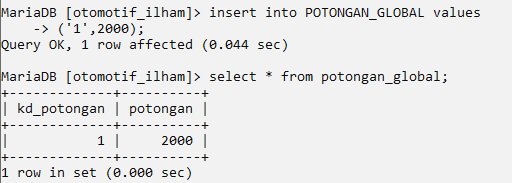 MariaDB [otomotif_ilham]> insert into POTONGAN_GLOBAL values
    -> ('1',2000);
Query OK, 1 row affected (0.044 sec)

MariaDB [otomotif_ilham]> select * from potongan_global;
+-------------+----------+
| kd_potongan | potongan |
+-------------+----------+
|           1 |     2000 |
+-------------+----------+
1 row in set (0.000 sec)